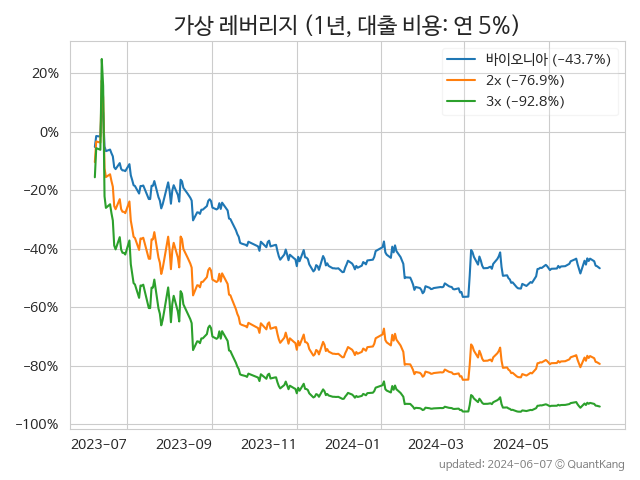 가상 레버리지 (1년, 대출 비용: 연 5%)
바이오니아 (−43.7%)
2x (−76.9%)
3x (−92.8%)
20%
0%
−20%
−40%
−60%
−80%
−100%
2023-07 2023-09 2023-11 2024-01 2024-03 2024-05
updated: 2024-06-07 © QuantKang